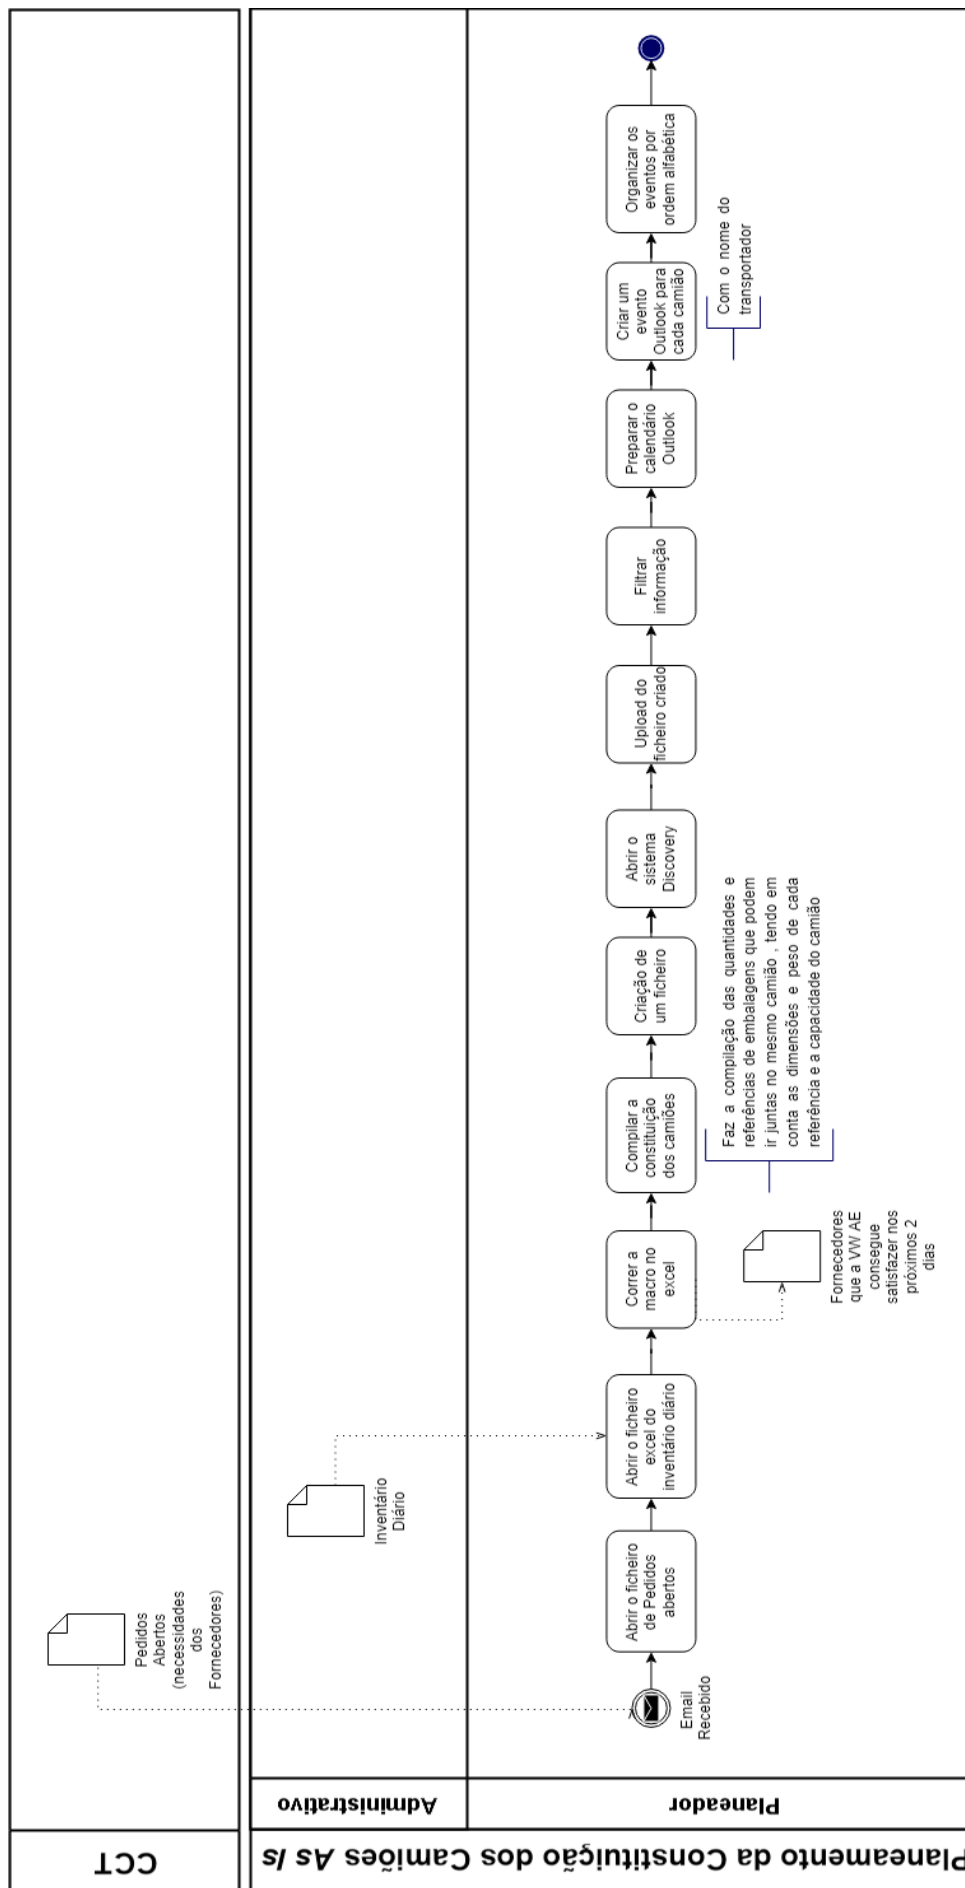 CCT
Planeamento da Constituição dos Camiões As Is
Administrativo
Planeador
Pedidos
Abertos
(necessidades
dos
Fornecedores)
Inventário
Diário
Email
Recebido
Abrir o ficheiro
de Pedidos
abertos
Abrir o ficheiro
excel do
inventário diário
Correr a
macro no
excel
Fornecedores
que a VW AE
consegue
satisfazer nos
próximos 2
dias
Compilar a
constituição
dos camiões
Faz a compilação das quantidades e
referências de embalagens que podem
ir juntas no mesmo camião , tendo em
conta as dimensões e peso de cada
referência e a capacidade do camião
Criação de
um ficheiro
Abrir o
sistema
Discovery
Upload do
ficheiro criado
Filtrar
informação
Preparar o
calendário
Outlook
Criar um
evento
Outlook para
cada camião
Com o nome do
transportador
Organizar os
eventos por
ordem alfabética